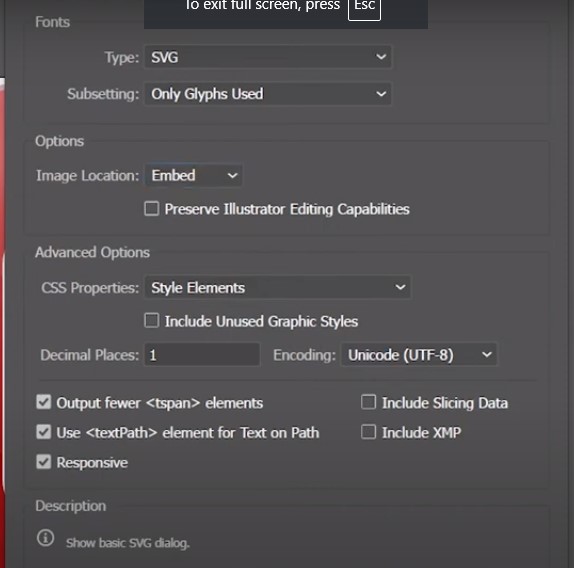 To exit full screen, press Esc
Fonts
Type: SVG
Subsetting: Only Glyphs Used
Options
Image Location: Embed
Preserve Illustrator Editing Capabilities
Advanced Options
CSS Properties: Style Elements
Include Unused Graphic Styles
Decimal Places: 1 Encoding: Unicode (UTF-8)
Output fewer <tspan> elements Include Slicing Data
Use <textPath> element for Text on Path Include XMP
Responsive
Description
Show basic SVG dialog.